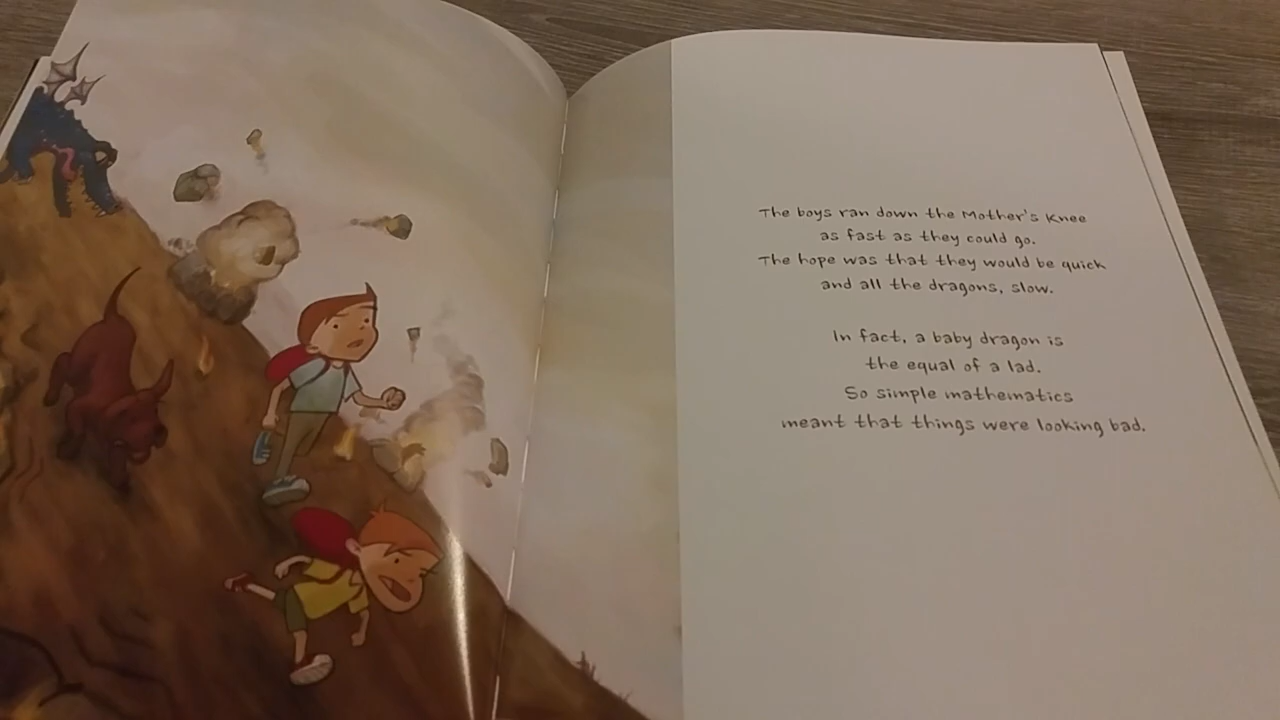 The boys ran down the Mother's Knee
as fast as they could go.
The hope was that they would be quick
and all the dragons, slow.
In fact, a baby dragon is
the equal of a lad.
So simple mathematics
meant that things were looking bad.